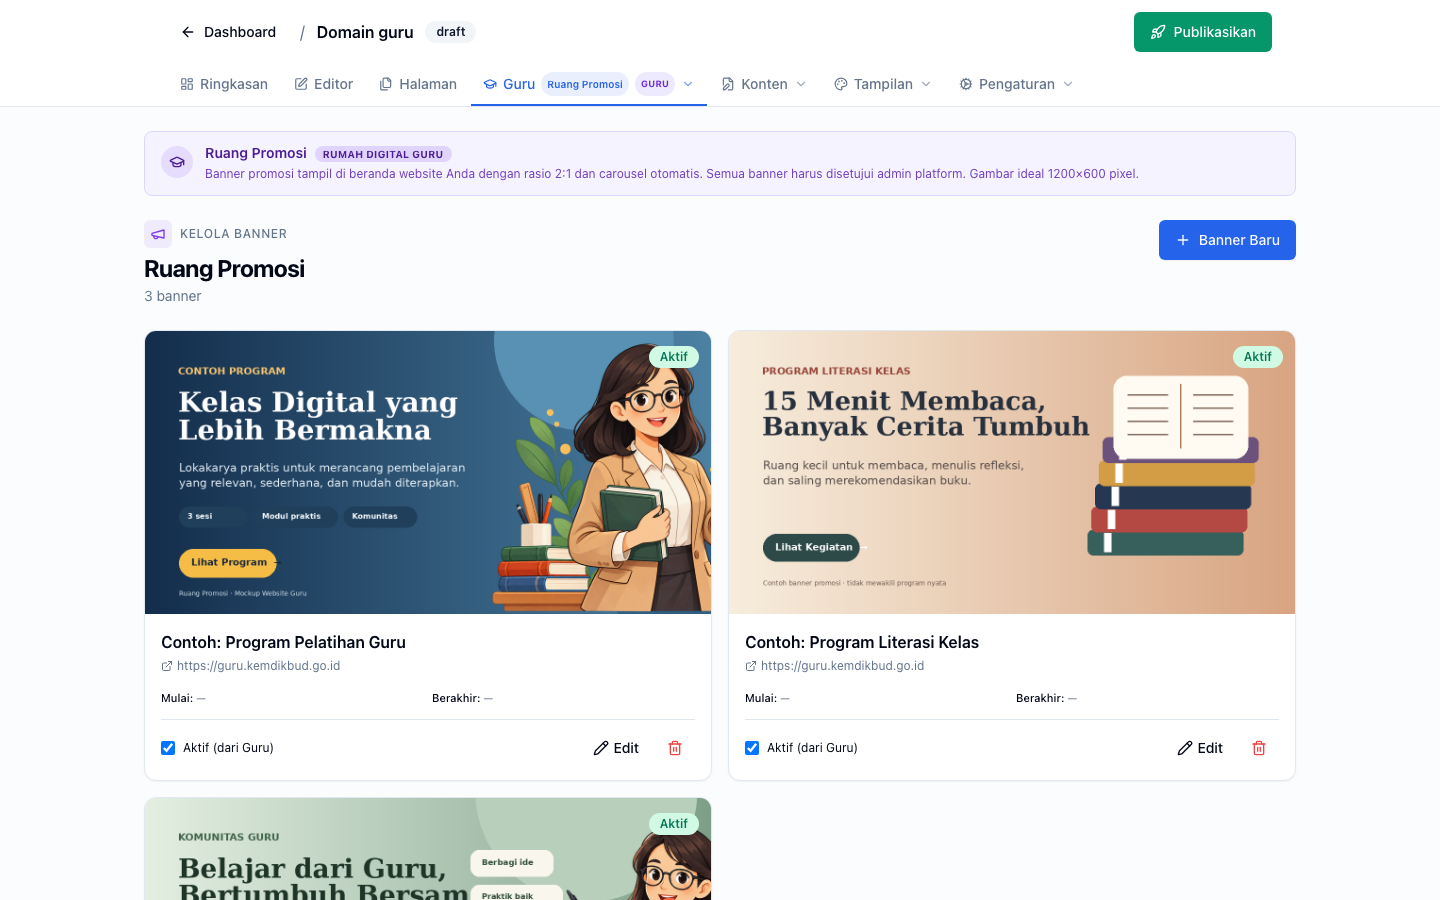 Dashboard / Domain guru draft
Publikasikan
Ringkasan Editor Halaman Guru Ruang Promosi GURU Konten Tampilan Pengaturan
Ruang Promosi RUMAH DIGITAL GURU
Banner promosi tampil di beranda website Anda dengan rasio 2:1 dan carousel otomatis. Semua banner harus disetujui admin platform. Gambar ideal 1200×600 pixel.
KELOLA BANNER
Banner Baru
Ruang Promosi
3 banner
Aktif
CONTOH PROGRAM
Kelas Digital yang
Lebih Bermakna
Lokakarya praktis untuk merancang pembelajaran
yang relevan, sederhana, dan mudah diterapkan.
3 sesi Modul praktis Komunitas
Lihat Program →
Ruang Promosi · Mockup Website Guru
Contoh: Program Pelatihan Guru
https://guru.kemdikbud.go.id
Mulai: — Berakhir: —
Aktif (dari Guru) Edit
Aktif
PROGRAM LITERASI KELAS
15 Menit Membaca,
Banyak Cerita Tumbuh
Ruang kecil untuk membaca, menulis refleksi,
dan saling merekomendasikan buku.
Lihat Kegiatan →
Contoh banner promosi · tidak mewakili program nyata
Contoh: Program Literasi Kelas
https://guru.kemdikbud.go.id
Mulai: — Berakhir: —
Aktif (dari Guru) Edit
Aktif
KOMUNITAS GURU
Belajar dari Guru,
Bertumbuh Bersam
Berbagi ide
Praktik baik